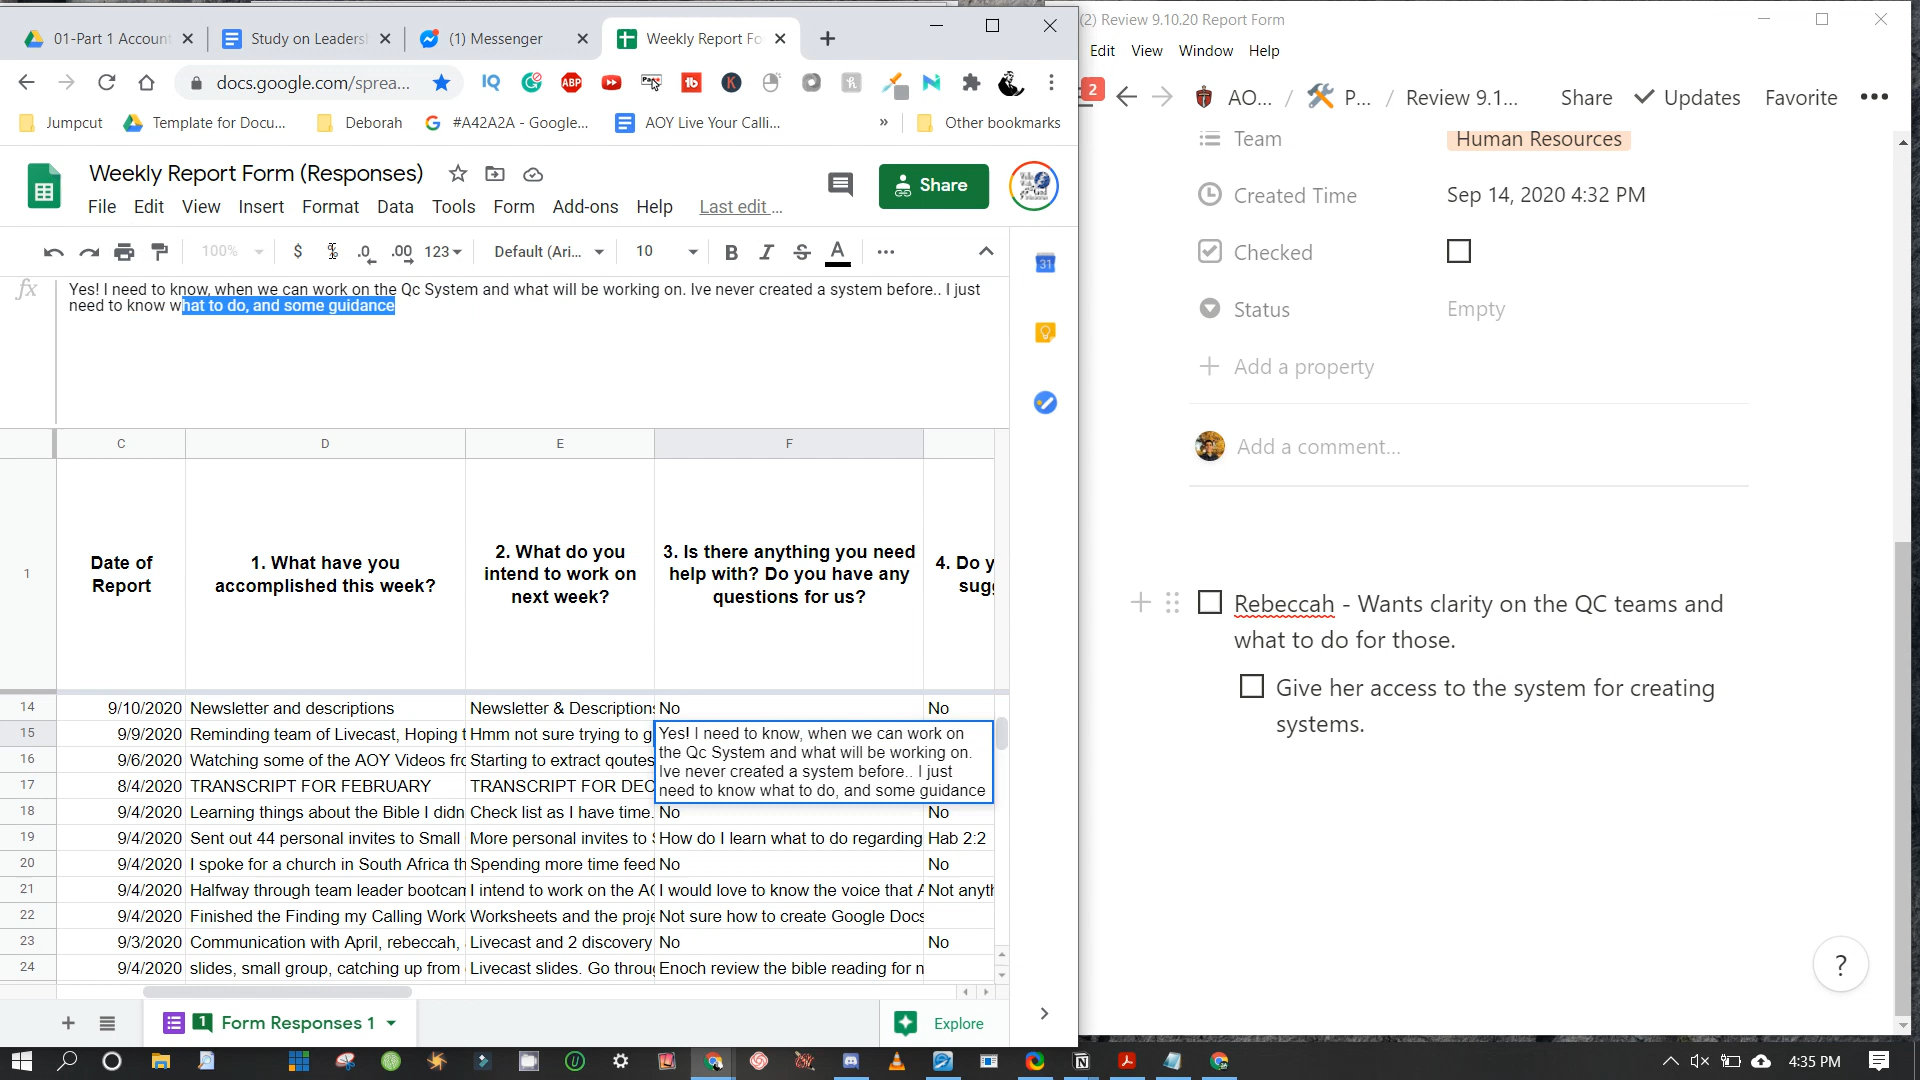 01-Part 1 Account
Study on Leaders
(1) Messenger
Weekly Report Fo
docs.google.com/sprea...
Jumpcut
Template for Docu...
Deborah
#A42A2A - Google...
AOY Live Your Calli...
»
Other bookmarks
Weekly Report Form (Responses)
Share
File Edit View Insert Format Data Tools Form Add-ons Help Last edit ...
100%
$ % .0 .00 123
Default (Ari...
10
B I S A
fx
Yes! I need to know, when we can work on the Qc System and what will be working on. Ive never created a system before.. I just
need to know what to do, and some guidance
C D E F
1
Date of
Report
1. What have you
accomplished this week?
2. What do you
intend to work on
next week?
3. Is there anything you need
help with? Do you have any
questions for us?
4. Do y
sugg
14 9/10/2020 Newsletter and descriptions Newsletter & Descriptions No No
15 9/9/2020 Reminding team of Livecast, Hoping t Hmm not sure trying to g
Yes! I need to know, when we can work on
the Qc System and what will be working on.
Ive never created a system before.. I just
need to know what to do, and some guidance
16 9/6/2020 Watching some of the AOY Videos fro Starting to extract qoutes
17 8/4/2020 TRANSCRIPT FOR FEBRUARY TRANSCRIPT FOR DEC
18 9/4/2020 Learning things about the Bible I didn Check list as I have time. No No
19 9/4/2020 Sent out 44 personal invites to Small More personal invites to How do I learn what to do regarding Hab 2:2
20 9/4/2020 I spoke for a church in South Africa th Spending more time feed No No
21 9/4/2020 Halfway through team leader bootcam I intend to work on the AO I would love to know the voice that A Not anyth
22 9/4/2020 Finished the Finding my Calling Work Worksheets and the proje Not sure how to create Google Docs
23 9/3/2020 Communication with April, rebeccah, Livecast and 2 discovery No No
24 9/4/2020 slides, small group, catching up from Livecast slides. Go throu Enoch review the bible reading for n
1 Form Responses 1
Explore
31
(2) Review 9.10.20 Report Form
Edit View Window Help
2
AO... / P... / Review 9.1...
Share Updates Favorite
Team Human Resources
Created Time Sep 14, 2020 4:32 PM
Checked
Status Empty
Add a property
Add a comment...
Rebeccah - Wants clarity on the QC teams and
what to do for those.
Give her access to the system for creating
systems.
?
4:35 PM